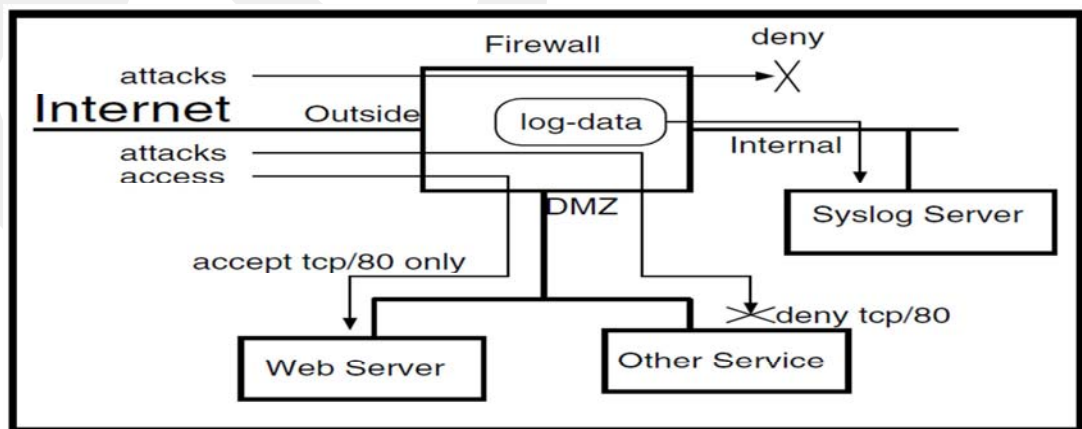 Firewall
deny
attacks
Internet
Outside
log-data
attacks
access
Internal
DMZ
Syslog Server
accept tcp/80 only
deny tcp/80
Web Server
Other Service